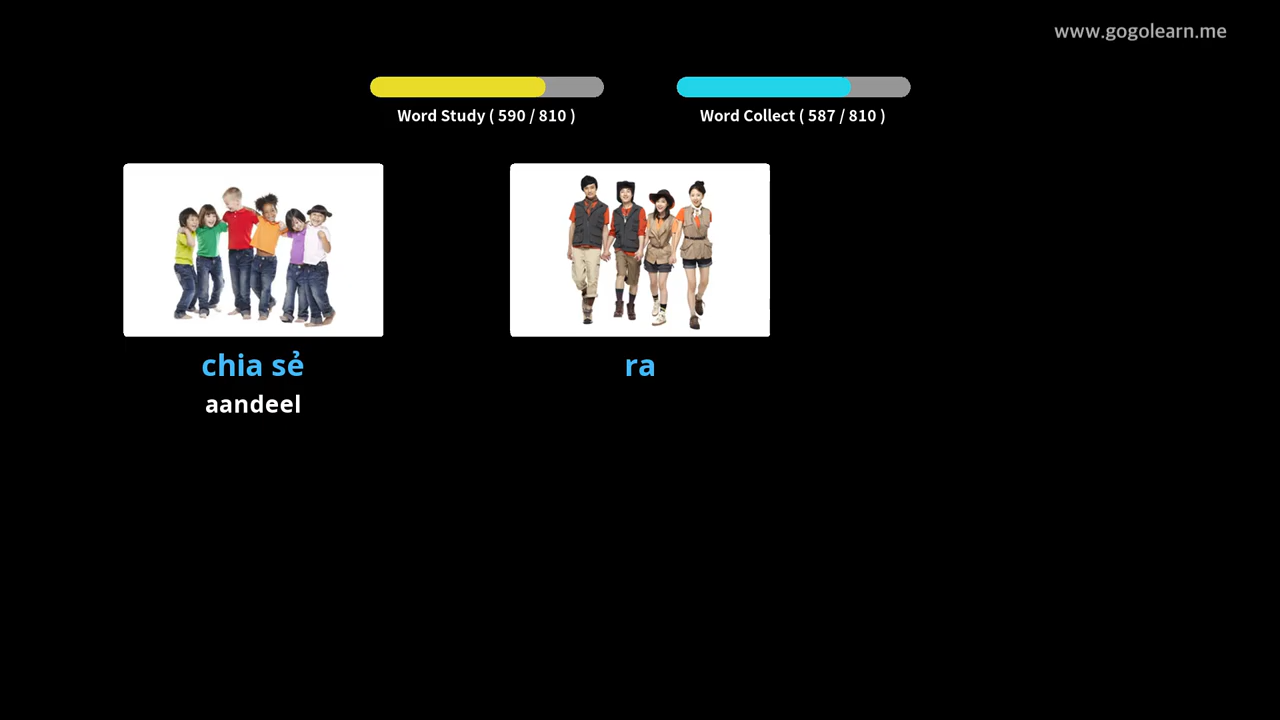 www.gogolearn.me
Word Study ( 590 / 810 )
Word Collect ( 587 / 810 )
chia sẻ
aandeel
ra